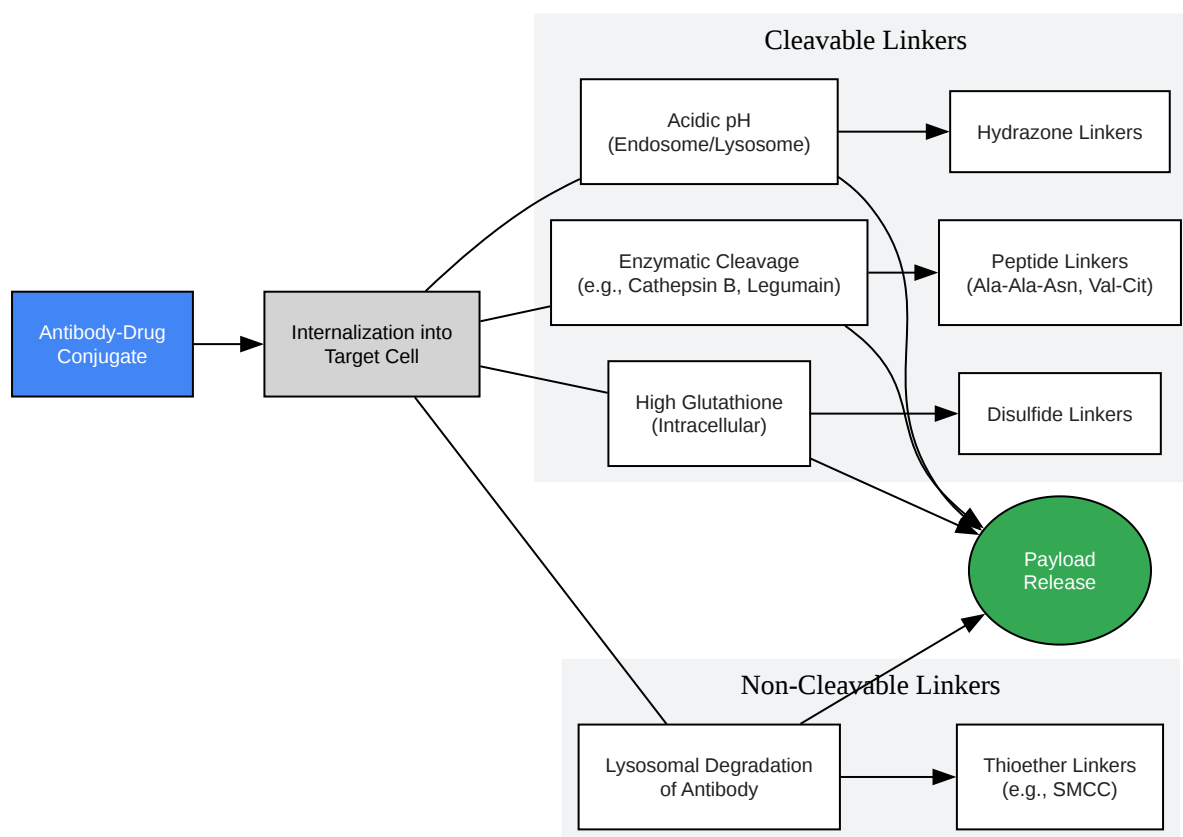 Cleavable Linkers
Acidic pH
(Endosome/Lysosome)
Hydrazone Linkers
Enzymatic Cleavage
(e.g., Cathepsin B, Legumain)
Peptide Linkers
(Ala-Ala-Asn, Val-Cit)
Antibody-Drug
Conjugate
Internalization into
Target Cell
High Glutathione
(Intracellular)
Disulfide Linkers
Payload
Release
Non-Cleavable Linkers
Lysosomal Degradation
of Antibody
Thioether Linkers
(e.g., SMCC)